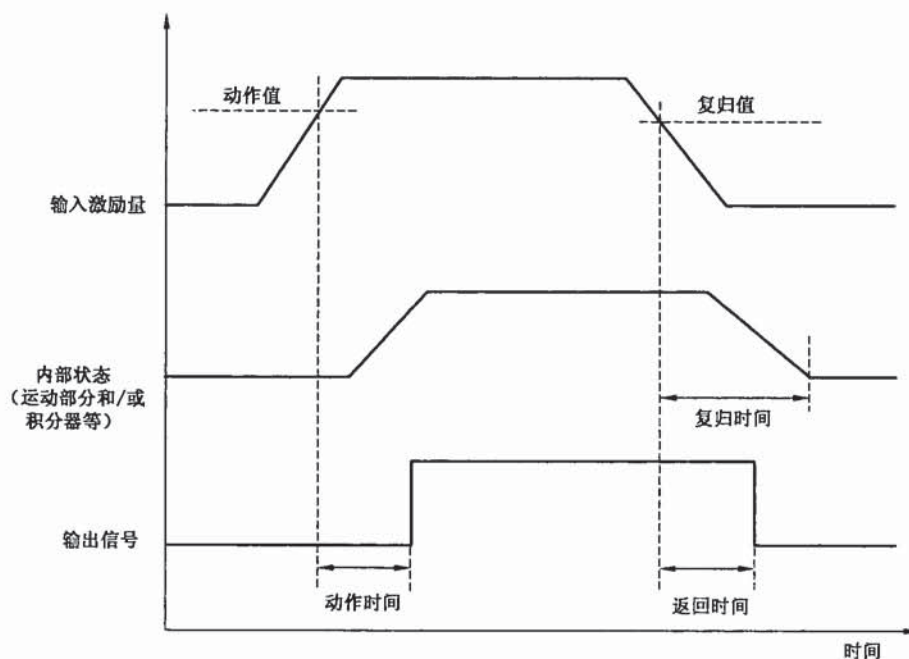 动作值
复归值
输入激励量
内部状态
（运动部分和/或
积分器等）
复归时间
输出信号
动作时间
返回时间
时间